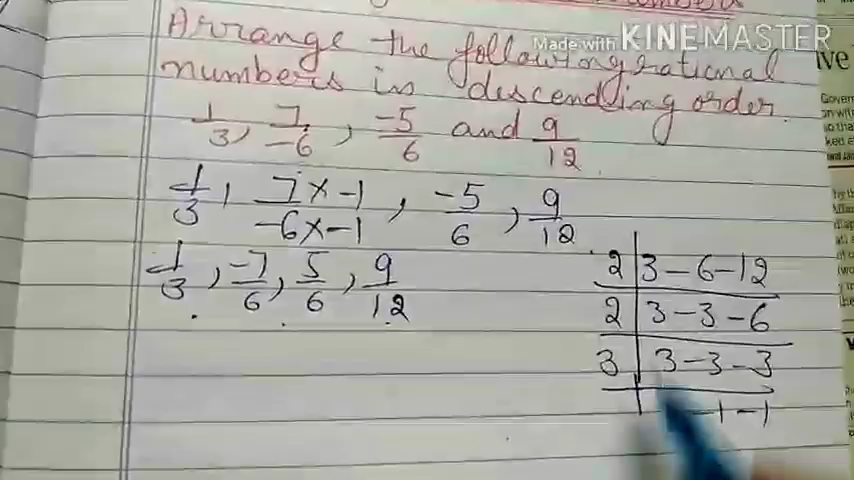 Arrange the following rational
Made with KINEMASTER
numbers in descending order.
1/3, 7/-6, -5/6 and 9/12
1/3, 7×-1/-6×-1, -5/6, 9/12
1/3, -7/6, 5/6, 9/12
2 | 3-6-12
2 | 3-3-6
3 | 3-3-3
-1-1